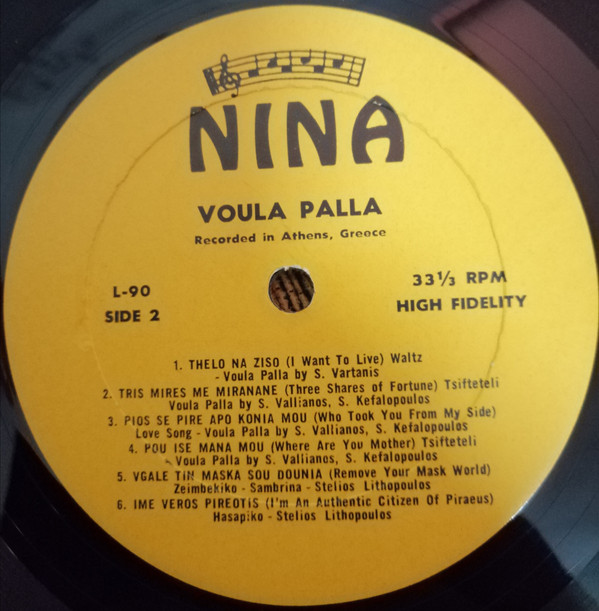 NINA
VOULA PALLA
Recorded in Athens, Greece
L-90
SIDE 2
33⅓ RPM
HIGH FIDELITY
1. THELO NA ZISO (I Want To Live) Waltz
- Voula Palla by S. Vartanis
2. TRIS MIRES ME MIRANANE (Three Shares of Fortune) Tsifteteli
Voula Palla by S. Vallianos, S. Kefalopoulos
3. PIOS SE PIRE APO KONIA MOU (Who Took You From My Side)
Love Song - Voula Palla by S. Vallianos, S. Kefalopoulos
4. POU ISE MANA MOU (Where Are You Mother) Tsifteteli
- Voula Palla by S. Vallianos, S. Kefalopoulos
5. VGALE TIN MASKA SOU DOUNIA (Remove Your Mask World)
Zeimbekiko - Sambrina - Stelios Lithopoulos
6. IME VEROS PIREOTIS (I'm An Authentic Citizen Of Piraeus)
Hasapiko - Stelios Lithopoulos